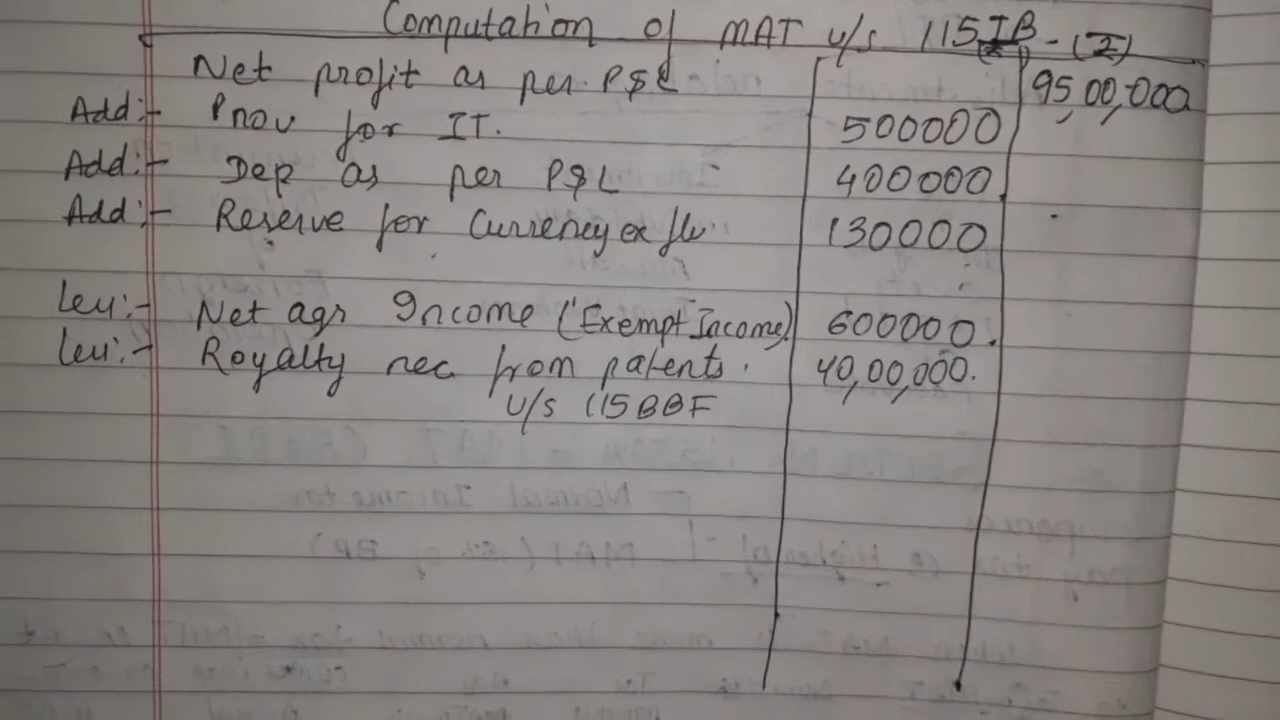 Computation of MAT u/s 115JB - (I)
Net profit as per P&L 95,00,000
Add:- Prov for IT. 500000
Add:- Dep as per P&L 400000
Add:- Reserve for Currency ex flu. 130000
Less:- Net agr Income (Exempt Income) 600000.
Less:- Royalty rec from patents. 40,00,000.
u/s 115BBF